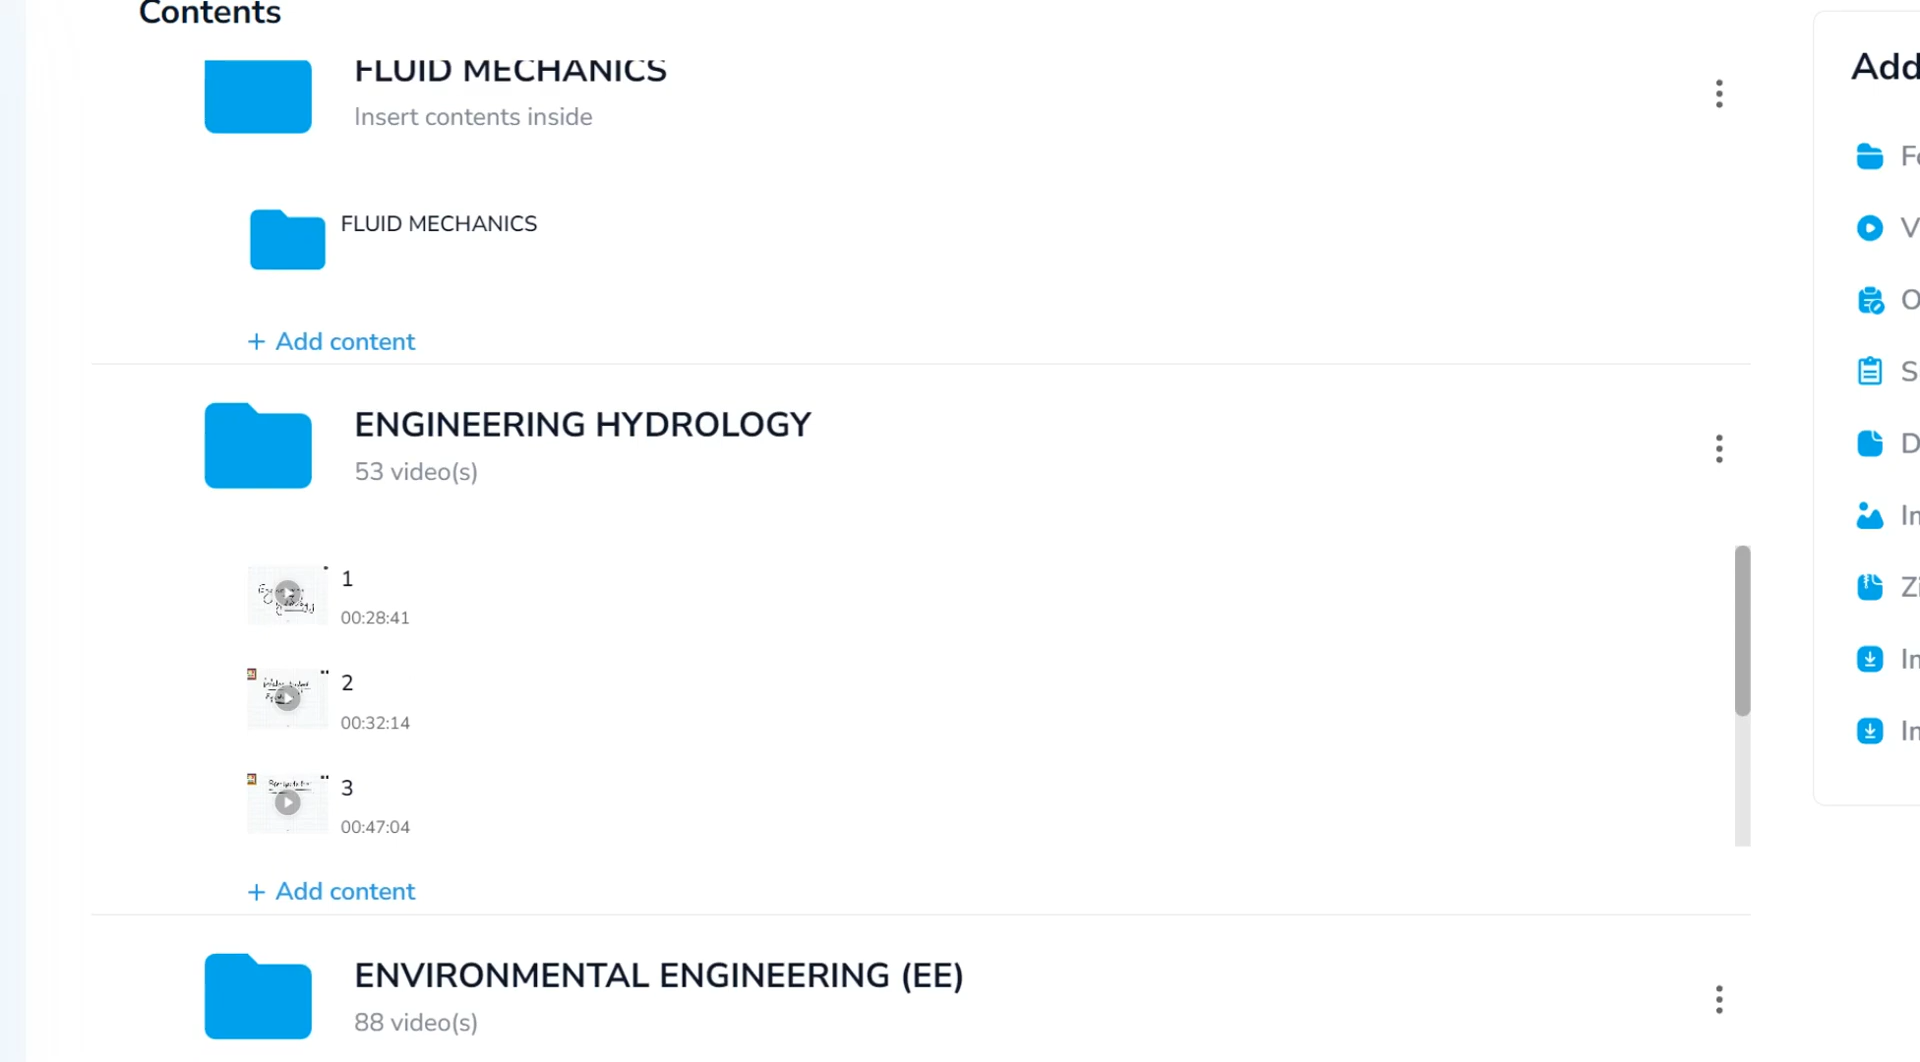 Contents
FLUID MECHANICS
Insert contents inside
FLUID MECHANICS
+ Add content
ENGINEERING HYDROLOGY
53 video(s)
1
00:28:41
2
00:32:14
3
00:47:04
+ Add content
ENVIRONMENTAL ENGINEERING (EE)
88 video(s)
Add